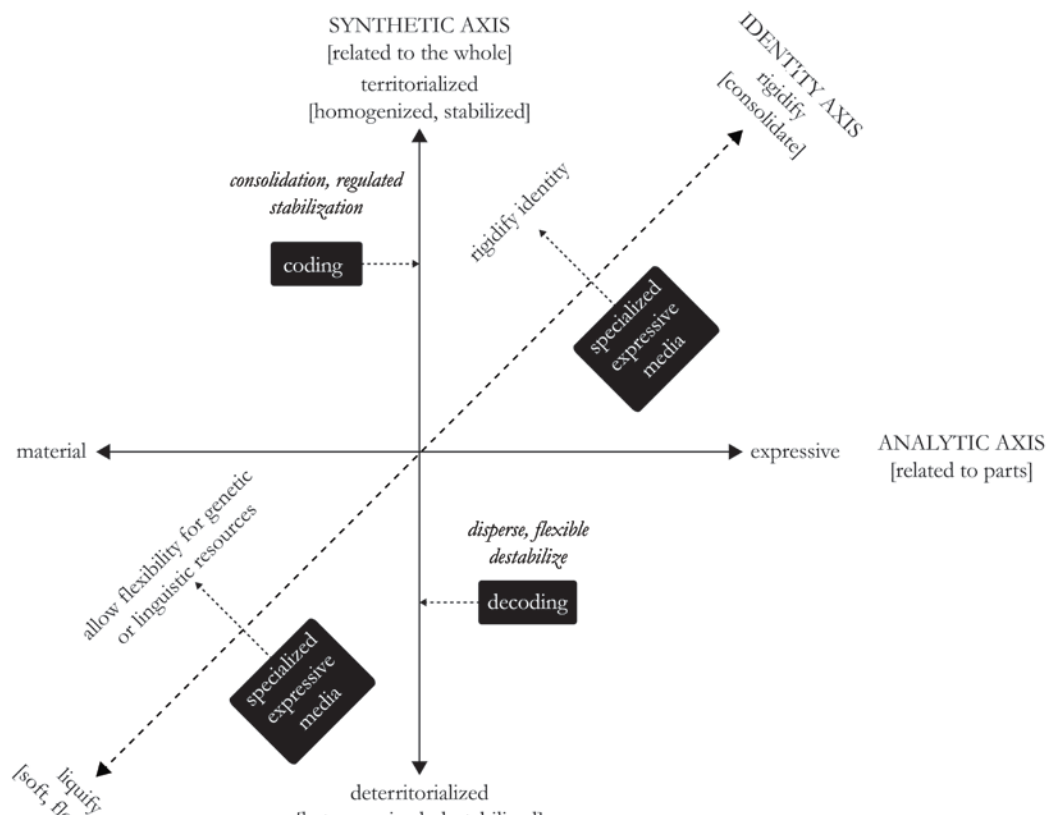 SYNTHETIC AXIS
[related to the whole]
territorialized
[homogenized, stabilized]
IDENTITY AXIS
rigidify
[consolidate]
consolidation, regulated
stabilization
coding
rigidify identity
specialized
expressive
media
material
expressive
ANALYTIC AXIS
[related to parts]
allow flexibility for genetic
or linguistic resources
disperse, flexible
destabilize
decoding
specialized
expressive
media
liquify
[soft,
deterritorialized